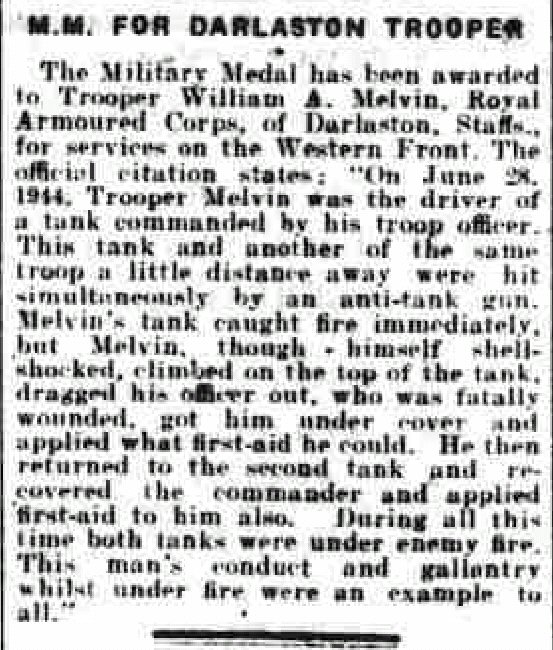 M.M. FOR DARLASTON TROOPER
The Military Medal has been awarded
to Trooper William A. Melvin, Royal
Armoured Corps, of Darlaston, Staffs.,
for services on the Western Front. The
official citation states: "On June 28,
1944, Trooper Melvin was the driver of
a tank commanded by his troop officer.
This tank and another of the same
troop a little distance away were hit
simultaneously by an anti-tank gun.
Melvin's tank caught fire immediately,
but Melvin, though himself shell-
shocked, climbed on the top of the tank,
dragged his officer out, who was fatally
wounded, got him under cover and
applied what first-aid he could. He then
returned to the second tank and re-
covered the commander and applied
first-aid to him also. During all this
time both tanks were under enemy fire.
This man's conduct and gallantry
whilst under fire were an example to
all."